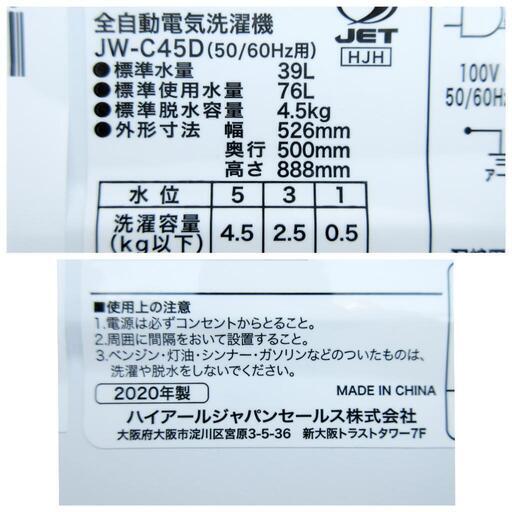 全自動電気洗濯機
JW-C45D(50/60Hz用)
JET
HJH
●標準水量 39L
●標準使用水量 76L
●標準脱水容量 4.5kg
●外形寸法 幅 526mm
奥行 500mm
高さ 888mm
水位 5 3 1
洗濯容量(kg以下) 4.5 2.5 0.5
100V
50/60Hz
■使用上の注意
1.電源は必ずコンセントからとること。
2.周囲に間隔をおいて設置すること。
3.ベンジン・灯油・シンナー・ガソリンなどのついたものは、
洗濯や脱水をしないでください。
2020年製
MADE IN CHINA
ハイアールジャパンセールス株式会社
大阪府大阪市淀川区宮原3-5-36 新大阪トラストタワー7F